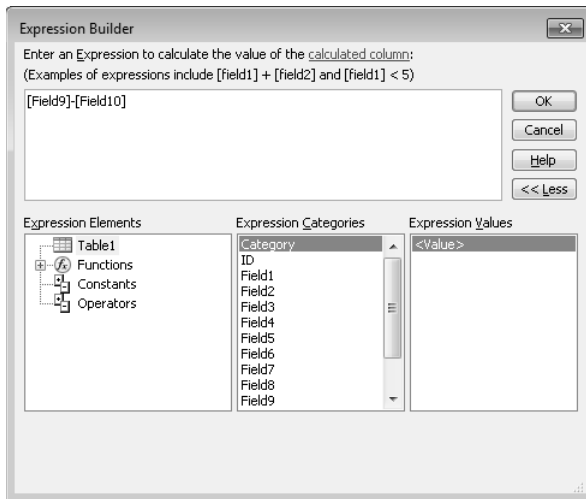 Expression Builder
Enter an Expression to calculate the value of the calculated column:
(Examples of expressions include [field1] + [field2] and [field1] < 5)
[Field9]-[Field10]
OK
Cancel
Help
<< Less
Expression Elements
Table1
Functions
Constants
Operators
Expression Categories
Category
ID
Field1
Field2
Field3
Field4
Field5
Field6
Field7
Field8
Field9
Expression Values
<Value>